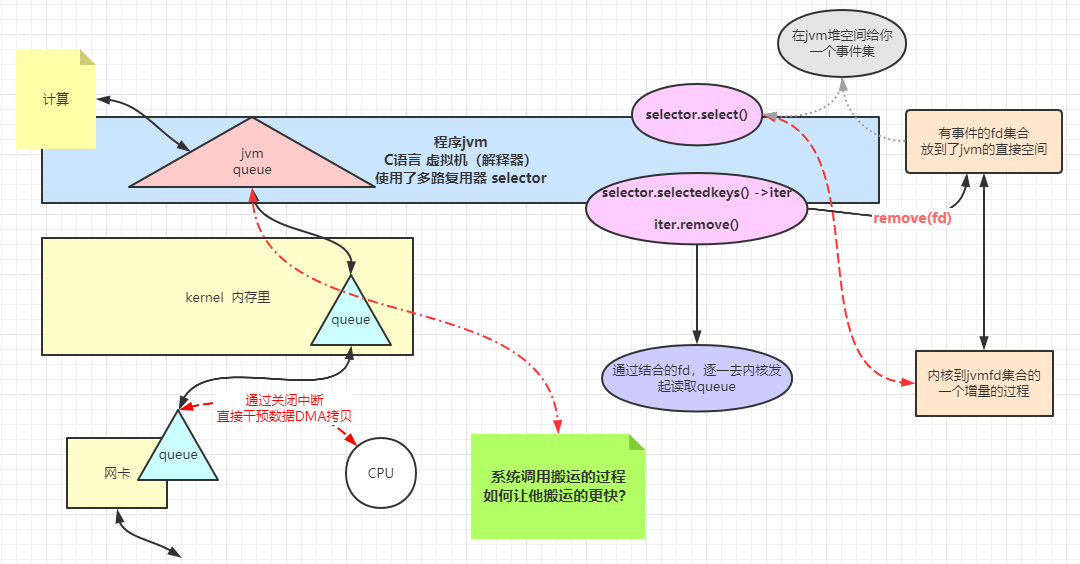 在jvm堆空间给你
一个事件集
计算
selector.select()
程序jvm
C语言 虚拟机（解释器）
使用了多路复用器 selector
jvm
queue
有事件的fd集合
放到了jvm的直接空间
selector.selectedkeys() ->iter
iter.remove()
remove(fd)
kernel 内存里
queue
通过结合的fd，逐一去内核发
起读取queue
内核到jvmfd集合的
一个增量的过程
通过关闭中断
直接干预数据DMA拷贝
queue
网卡
CPU
系统调用搬运的过程
如何让他搬运的更快？